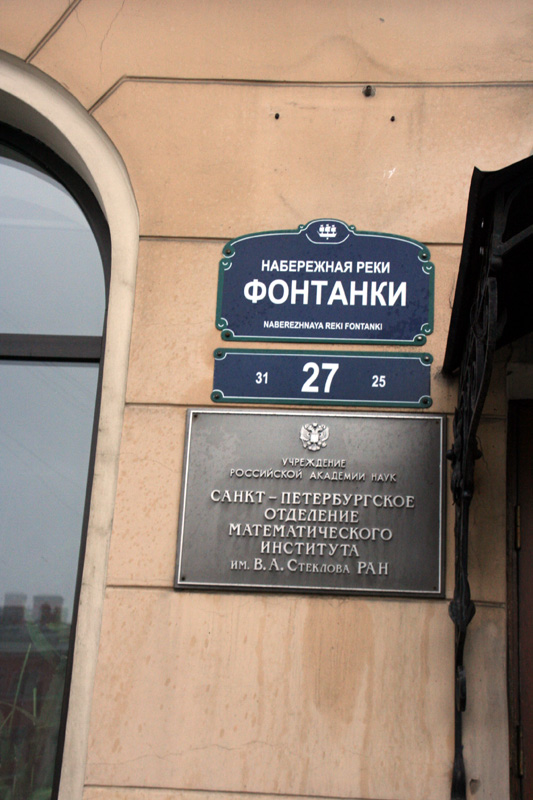 НАБЕРЕЖНАЯ РЕКИ
ФОНТАНКИ
NABEREZHNAYA REKI FONTANKI
31 27 25
УЧРЕЖДЕНИЕ
РОССИЙСКОЙ АКАДЕМИИ НАУК
САНКТ – ПЕТЕРБУРГСКОЕ
ОТДЕЛЕНИЕ
МАТЕМАТИЧЕСКОГО
ИНСТИТУТА
ИМ. В. А. СТЕКЛОВА РАН